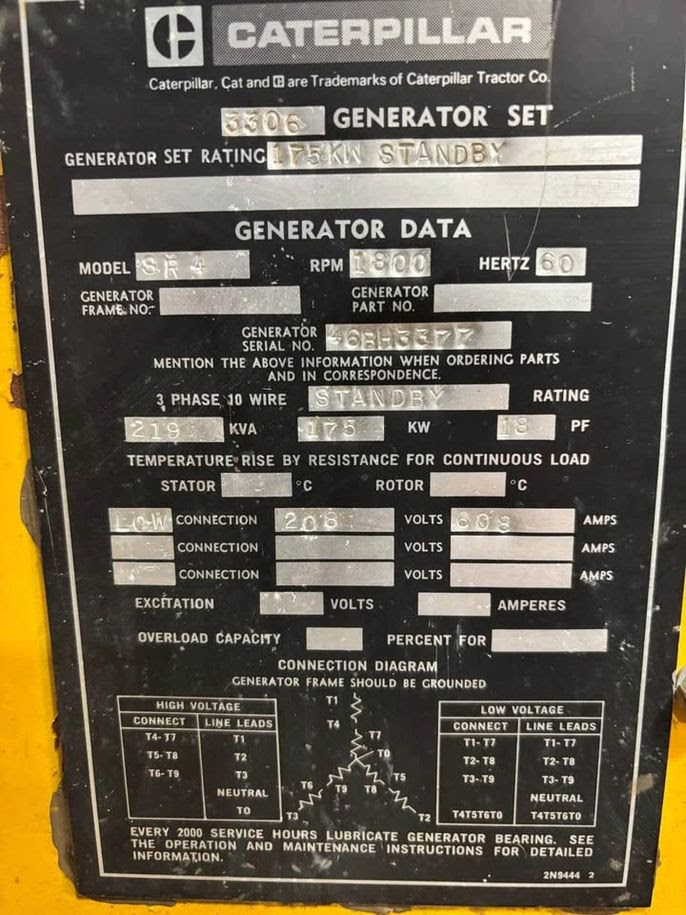 CATERPILLAR
Caterpillar, Cat and C are Trademarks of Caterpillar Tractor Co.
3306 GENERATOR SET
GENERATOR SET RATING 175KW STANDBY
GENERATOR DATA
MODEL SR4 RPM 1800 HERTZ 60
GENERATOR FRAME NO. GENERATOR PART NO.
GENERATOR SERIAL NO. 46BH3377
MENTION THE ABOVE INFORMATION WHEN ORDERING PARTS
AND IN CORRESPONDENCE.
3 PHASE 10 WIRE STANDBY RATING
219 KVA 175 KW 18 PF
TEMPERATURE RISE BY RESISTANCE FOR CONTINUOUS LOAD
STATOR °C ROTOR °C
LOW CONNECTION 208 VOLTS 608 AMPS
CONNECTION VOLTS AMPS
CONNECTION VOLTS AMPS
EXCITATION VOLTS AMPERES
OVERLOAD CAPACITY PERCENT FOR
CONNECTION DIAGRAM
GENERATOR FRAME SHOULD BE GROUNDED
HIGH VOLTAGE
CONNECT LINE LEADS
T4-T7 T1
T5-T8 T2
T6-T9 T3
NEUTRAL
T0
T1
T4
T7
T0
T6 T9 T8 T5
T3 T2
LOW VOLTAGE
CONNECT LINE LEADS
T1-T7 T1-T7
T2-T8 T2-T8
T3-T9 T3-T9
NEUTRAL
T4T5T6T0 T4T5T6T0
EVERY 2000 SERVICE HOURS LUBRICATE GENERATOR BEARING. SEE
THE OPERATION AND MAINTENANCE INSTRUCTIONS FOR DETAILED
INFORMATION.
2N9444 2